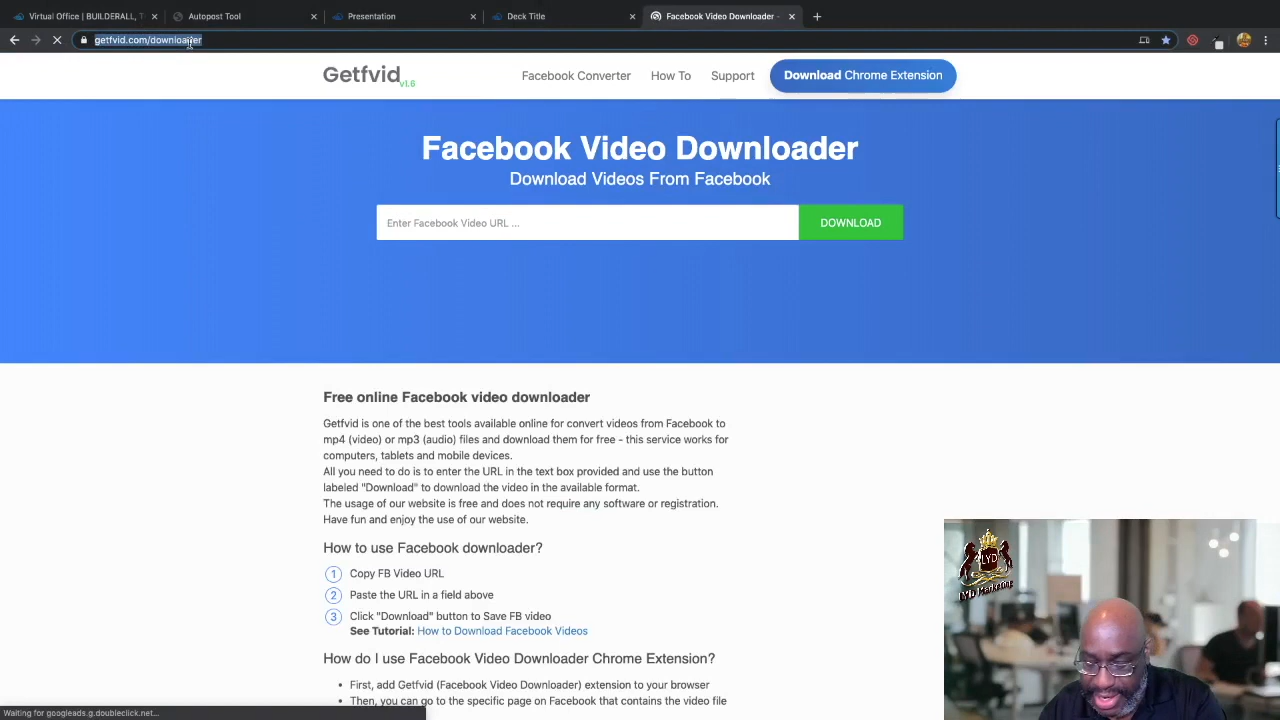 Virtual Office | BUILDERALL, T
Autopost Tool
Presentation
Deck Title
Facebook Video Downloader -
getfvid.com/downloader
Getfvid
v1.6
Facebook Converter
How To
Support
Download Chrome Extension
Facebook Video Downloader
Download Videos From Facebook
Enter Facebook Video URL ...
DOWNLOAD
Free online Facebook video downloader
Getfvid is one of the best tools available online for convert videos from Facebook to
mp4 (video) or mp3 (audio) files and download them for free - this service works for
computers, tablets and mobile devices.
All you need to do is to enter the URL in the text box provided and use the button
labeled "Download" to download the video in the available format.
The usage of our website is free and does not require any software or registration.
Have fun and enjoy the use of our website.
How to use Facebook downloader?
1 Copy FB Video URL
2 Paste the URL in a field above
3 Click "Download" button to Save FB video
See Tutorial: How to Download Facebook Videos
How do I use Facebook Video Downloader Chrome Extension?
• First, add Getfvid (Facebook Video Downloader) extension to your browser
• Then, you can go to the specific page on Facebook that contains the video file
Waiting for googleads.g.doubleclick.net...
LYD
LYD Marketing